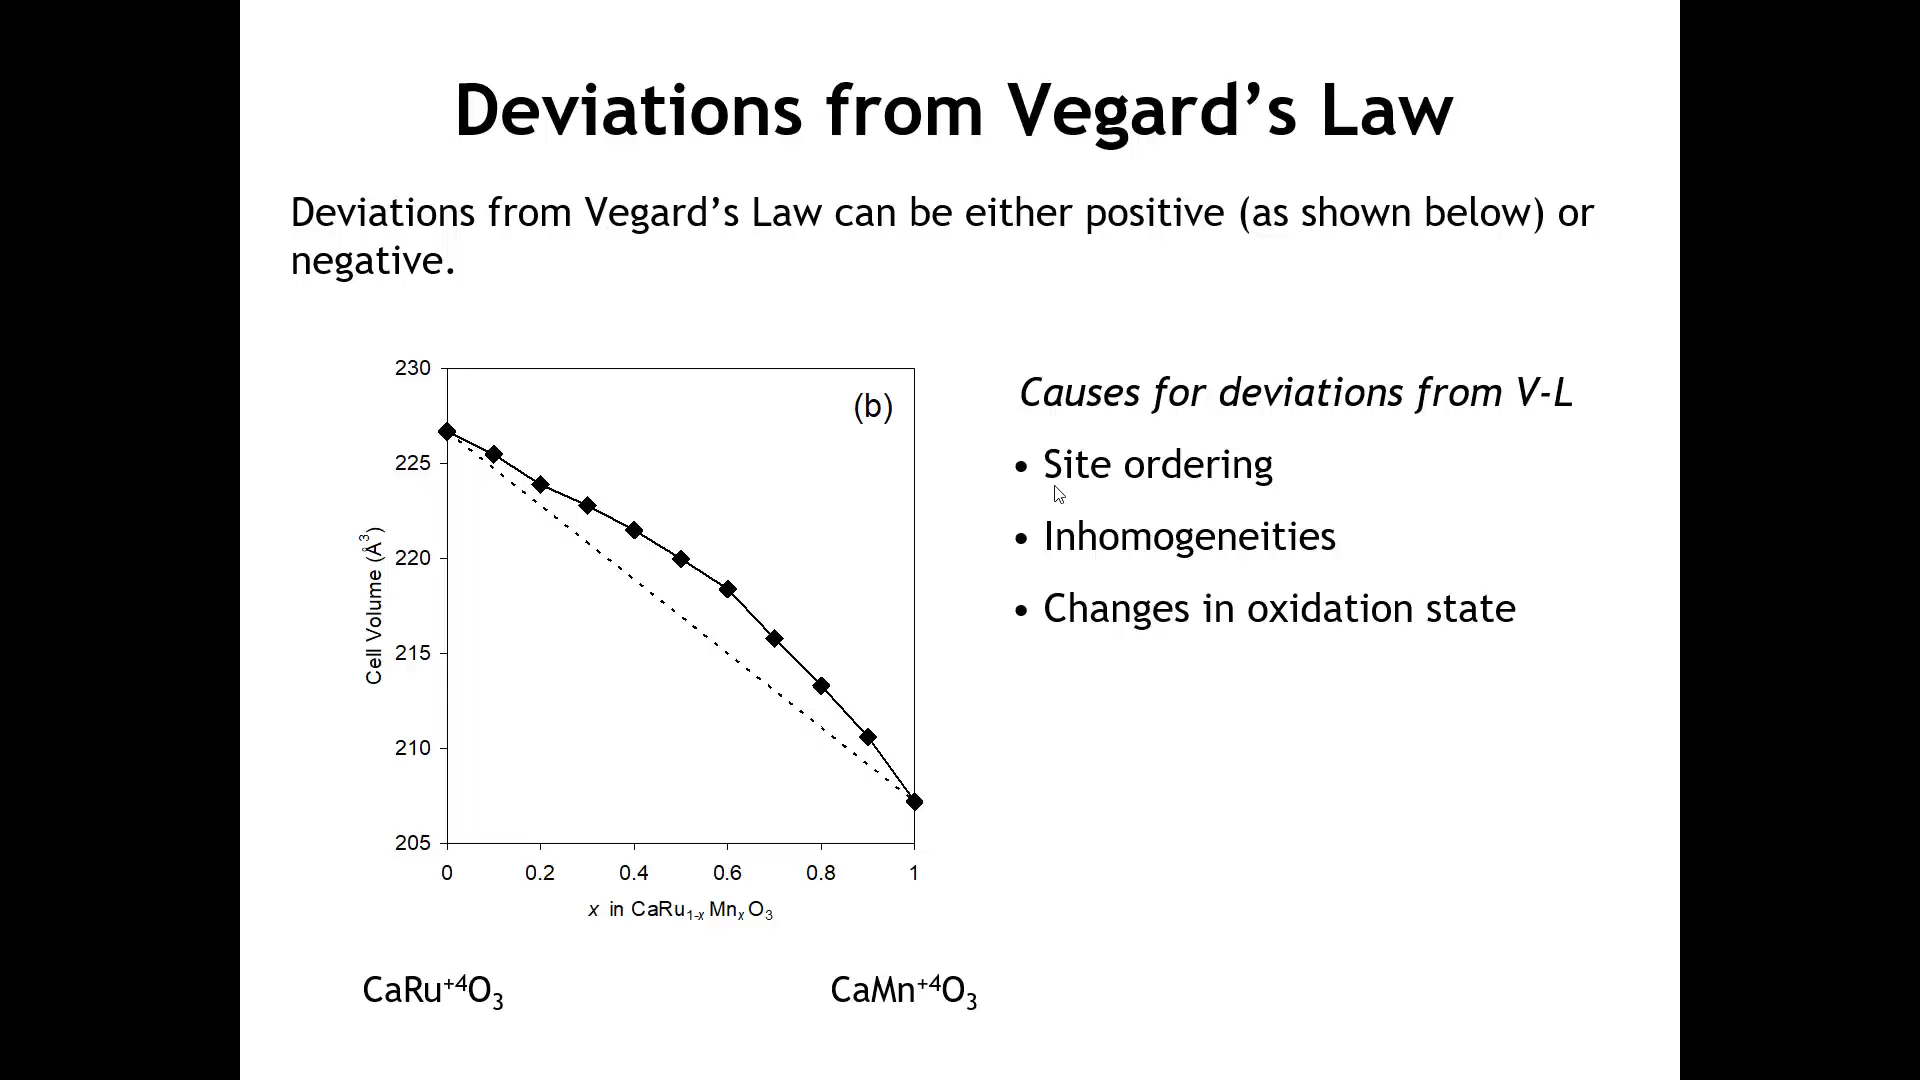 Deviations from Vegard’s Law
Deviations from Vegard’s Law can be either positive (as shown below) or
negative.
Causes for deviations from V-L
• Site ordering
• Inhomogeneities
• Changes in oxidation state
(b)
Cell Volume (Å³)
230
225
220
215
210
205
0 0.2 0.4 0.6 0.8 1
x in CaRu₁₋ₓMnₓO₃
CaRu⁺⁴O₃ CaMn⁺⁴O₃